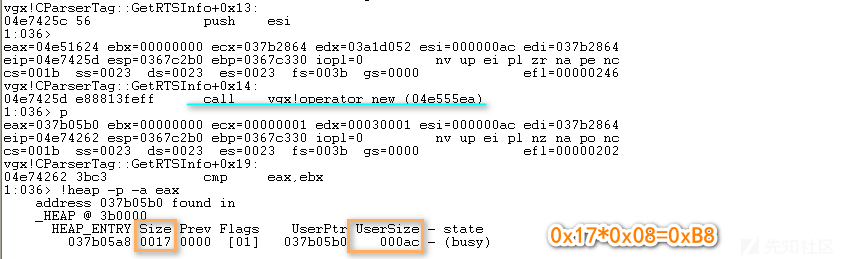 vgx!CParserTag::GetRTSInfo+0x13:
04e7425c 56              push    esi
1:036>
eax=04e51624 ebx=00000000 ecx=037b2864 edx=03a1d052 esi=000000ac edi=037b2864
eip=04e7425d esp=0367c2b0 ebp=0367c330 iopl=0         nv up ei pl zr na pe nc
cs=001b  ss=0023  ds=0023  es=0023  fs=003b  gs=0000             efl=00000246
vgx!CParserTag::GetRTSInfo+0x14:
04e7425d e88813feff      call    vgx!operator new (04e555ea)
1:036> p
eax=037b05b0 ebx=00000000 ecx=00000001 edx=00030001 esi=000000ac edi=037b2864
eip=04e74262 esp=0367c2b0 ebp=0367c330 iopl=0         nv up ei pl nz na po nc
cs=001b  ss=0023  ds=0023  es=0023  fs=003b  gs=0000             efl=00000202
vgx!CParserTag::GetRTSInfo+0x19:
04e74262 3bc3            cmp     eax,ebx
1:036> !heap -p -a eax
address 037b05b0 found in
_HEAP @ 3b0000
HEAP_ENTRY Size Prev Flags    UserPtr UserSize - state
037b05a8 0017 0000  [01]   037b05b0    000ac - (busy)
0x17*0x08=0xB8
先知社区